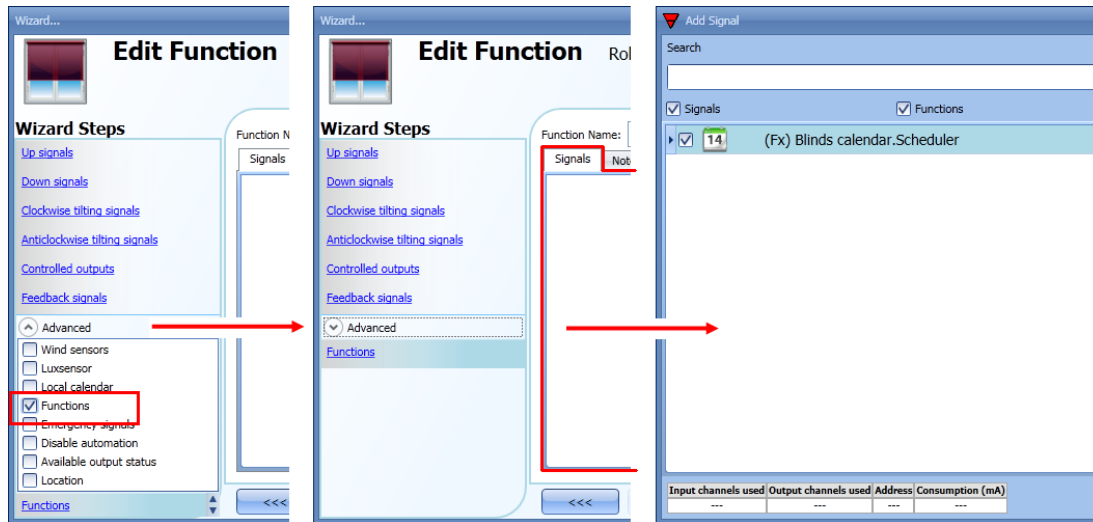 Wizard...
Edit Function
Wizard Steps
Up signals
Down signals
Clockwise tilting signals
Anticlockwise tilting signals
Controlled outputs
Feedback signals
Advanced
Wind sensors
Luxsensor
Local calendar
Functions
Emergency signals
Disable automation
Available output status
Location
Functions
Function N
Signals
<<<
Wizard...
Edit Function Rol
Wizard Steps
Up signals
Down signals
Clockwise tilting signals
Anticlockwise tilting signals
Controlled outputs
Feedback signals
Advanced
Functions
Function Name:
Signals Not
<<<
Add Signal
Search
Signals Functions
14 (Fx) Blinds calendar.Scheduler
Input channels used Output channels used Address Consumption (mA)
--- --- --- ---